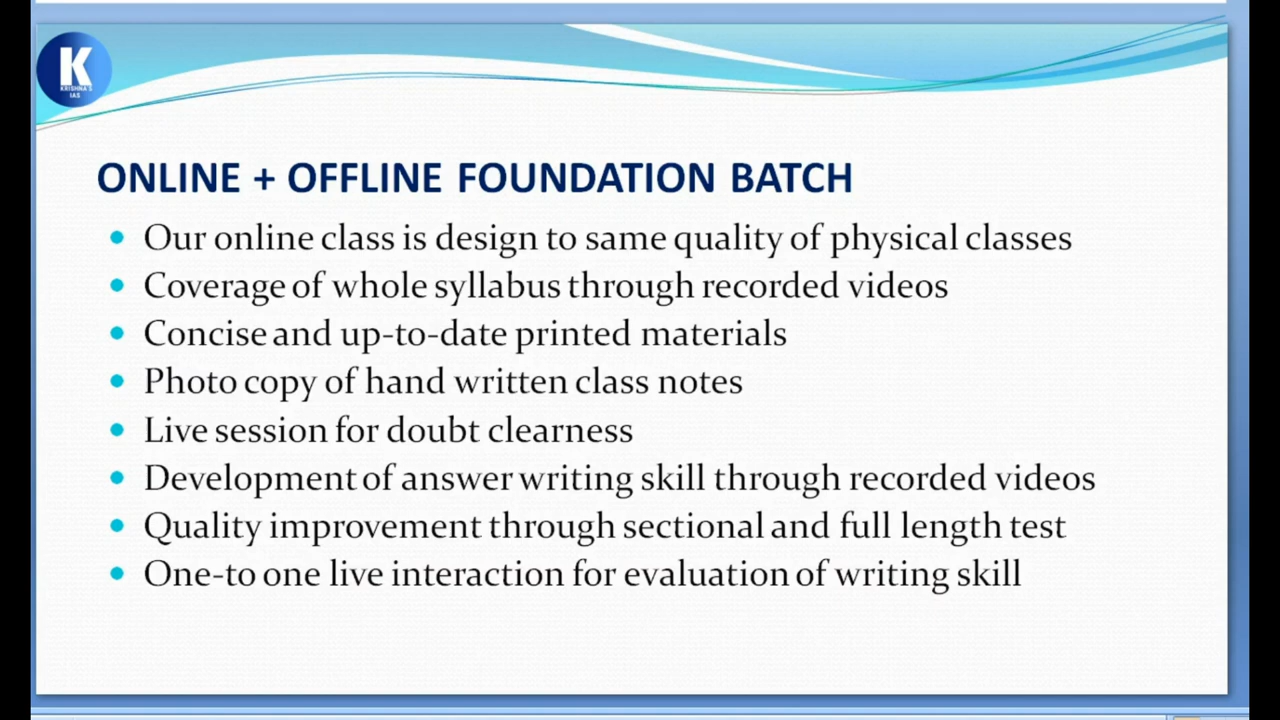 K
KRISHNA'S
IAS
ONLINE + OFFLINE FOUNDATION BATCH
Our online class is design to same quality of physical classes
Coverage of whole syllabus through recorded videos
Concise and up-to-date printed materials
Photo copy of hand written class notes
Live session for doubt clearness
Development of answer writing skill through recorded videos
Quality improvement through sectional and full length test
One-to one live interaction for evaluation of writing skill